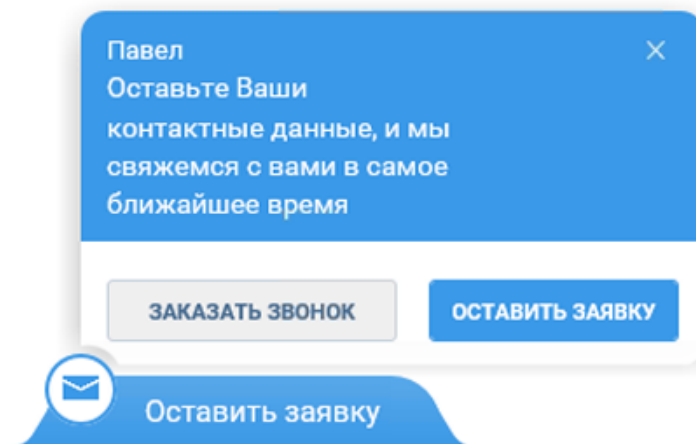 Павел
Оставьте Ваши
контактные данные, и мы
свяжемся с вами в самое
ближайшее время
ЗАКАЗАТЬ ЗВОНОК
ОСТАВИТЬ ЗАЯВКУ
Оставить заявку